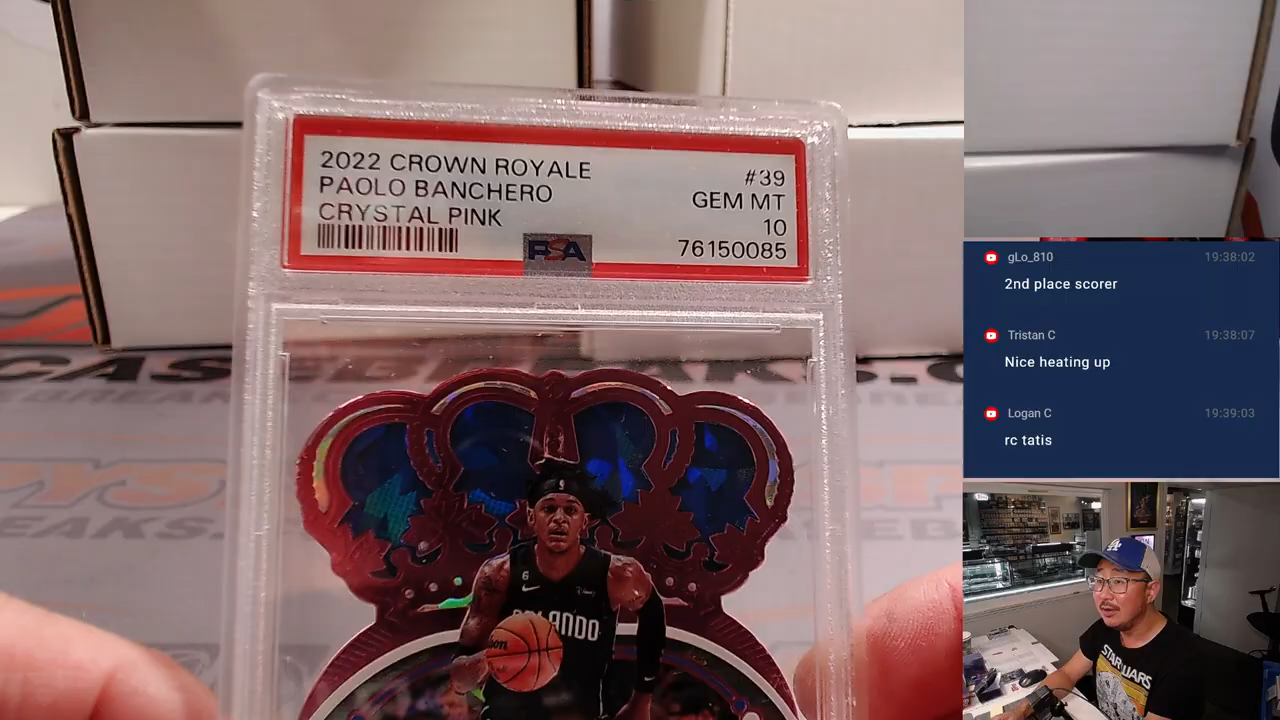 2022 CROWN ROYALE
#39
PAOLO BANCHERO
GEM MT
CRYSTAL PINK
10
PSA
76150085
6
ORLANDO
gLo_810
19:38:02
2nd place scorer
Tristan C
19:38:07
Nice heating up
Logan C
19:39:03
rc tatis
LA
STAR WARS